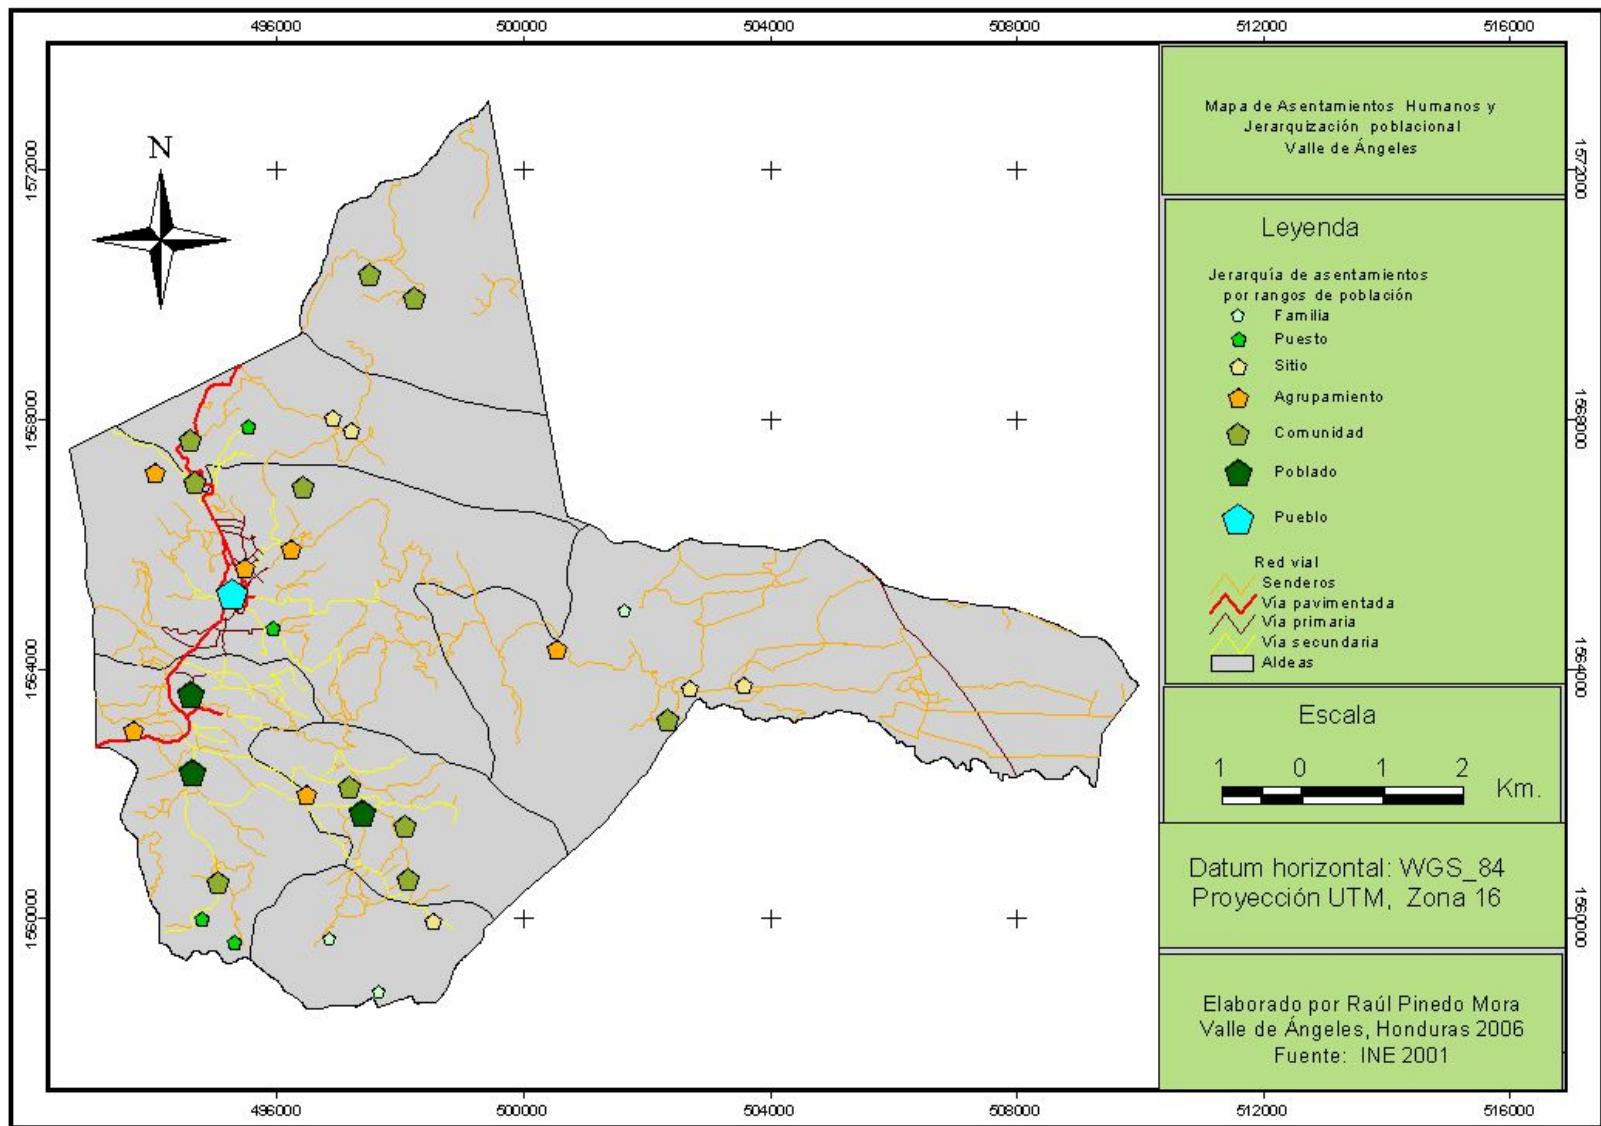 496000 500000 504000 508000 512000 516000
N
1572000
1568000
1564000
1560000
Mapa de Asentamientos Humanos y
Jerarquización poblacional
Valle de Ángeles
Leyenda
Jerarquía de asentamientos
por rangos de población
Familia
Puesto
Sitio
Agrupamiento
Comunidad
Poblado
Pueblo
Red vial
Senderos
Vía pavimentada
Vía primaria
Vía secundaria
Aldeas
Escala
1 0 1 2
Km.
Datum horizontal: WGS_84
Proyección UTM, Zona 16
Elaborado por Raúl Pinedo Mora
Valle de Ángeles, Honduras 2006
Fuente: INE 2001
1572000
1568000
1564000
1560000
496000 500000 504000 508000 512000 516000